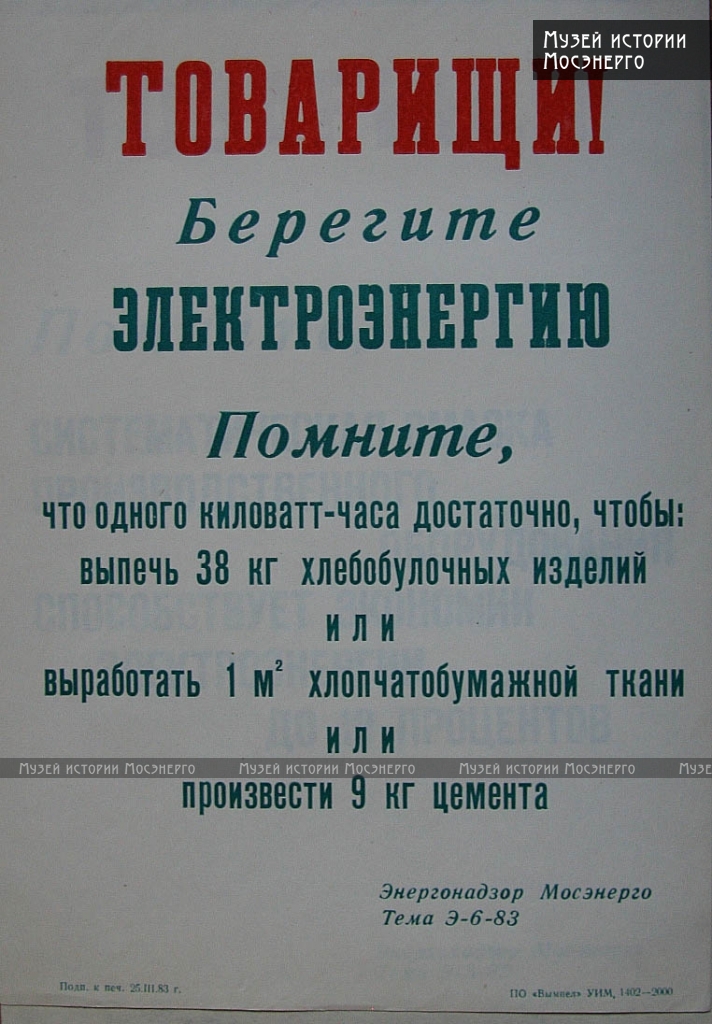 Музей истории
Мосэнерго
ТОВАРИЩИ!
Берегите
ЭЛЕКТРОЭНЕРГИЮ
Помните,
что одного киловатт-часа достаточно, чтобы:
выпечь 38 кг хлебобулочных изделий
или
выработать 1 м² хлопчатобумажной ткани
или
Музей истории Мосэнерго Музей истории Мосэнерго Музей истории Мосэнерго Музе
произвести 9 кг цемента
Энергонадзор Мосэнерго
Тема Э-6-83
Подп. к печ. 25.III.83 г.
ПО «Вымпел» УИМ, 1402—2000